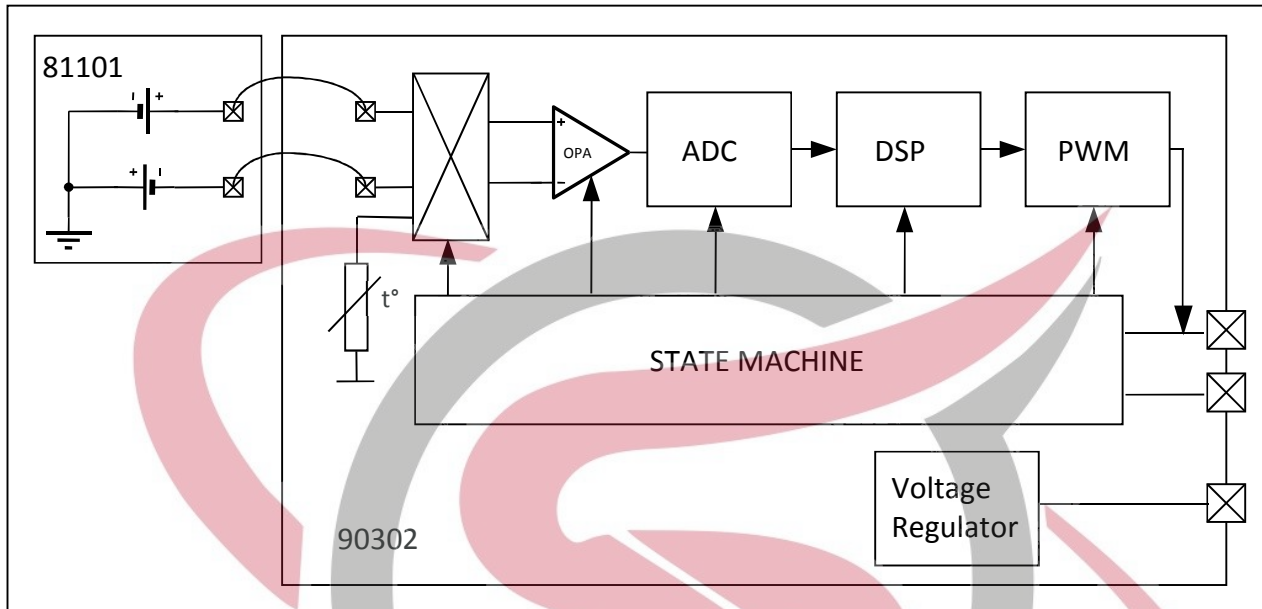 81101
+
+
+
OPA
−
ADC
DSP
PWM
t°
STATE MACHINE
Voltage
Regulator
90302